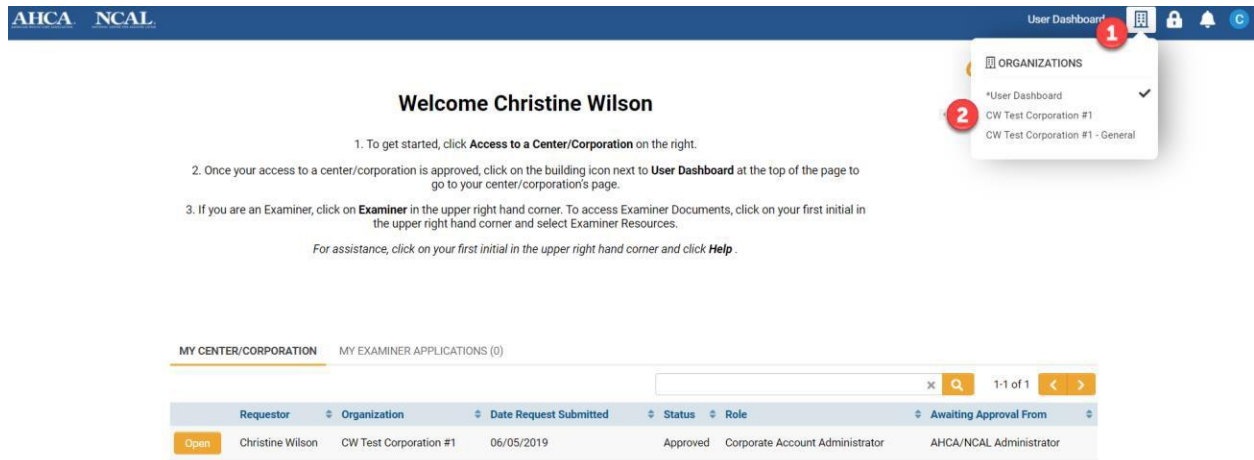 AHCA NCAL
User Dashboard
1
C
ORGANIZATIONS
*User Dashboard
2
CW Test Corporation #1
CW Test Corporation #1 - General
Welcome Christine Wilson
1. To get started, click Access to a Center/Corporation on the right.
2. Once your access to a center/corporation is approved, click on the building icon next to User Dashboard at the top of the page to
go to your center/corporation's page.
3. If you are an Examiner, click on Examiner in the upper right hand corner. To access Examiner Documents, click on your first initial in
the upper right hand corner and select Examiner Resources.
For assistance, click on your first initial in the upper right hand corner and click Help .
MY CENTER/CORPORATION MY EXAMINER APPLICATIONS (0)
1-1 of 1
Requestor Organization Date Request Submitted Status Role Awaiting Approval From
Open Christine Wilson CW Test Corporation #1 06/05/2019 Approved Corporate Account Administrator AHCA/NCAL Administrator